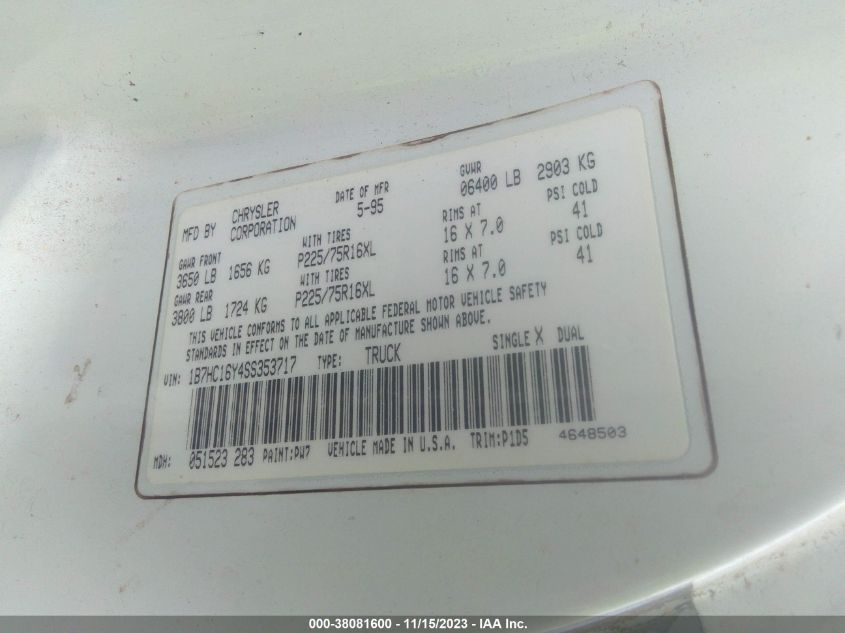 MFD BY CHRYSLER CORPORATION DATE OF MFR 5-95 GVWR 06400 LB 2903 KG
GAWR FRONT WITH TIRES RIMS AT PSI COLD
3650 LB 1656 KG P225/75R16XL 16 X 7.0 41
GAWR REAR WITH TIRES RIMS AT PSI COLD
3800 LB 1724 KG P225/75R16XL 16 X 7.0 41
THIS VEHICLE CONFORMS TO ALL APPLICABLE FEDERAL MOTOR VEHICLE SAFETY
STANDARDS IN EFFECT ON THE DATE OF MANUFACTURE SHOWN ABOVE.
VIN: 1B7HC16Y4SS353717 TYPE: TRUCK SINGLE X DUAL
MDH: 051523 283 PAINT:PW7 VEHICLE MADE IN U.S.A. TRIM:P1D5 4648503
000-38081600 - 11/15/2023 - IAA Inc.